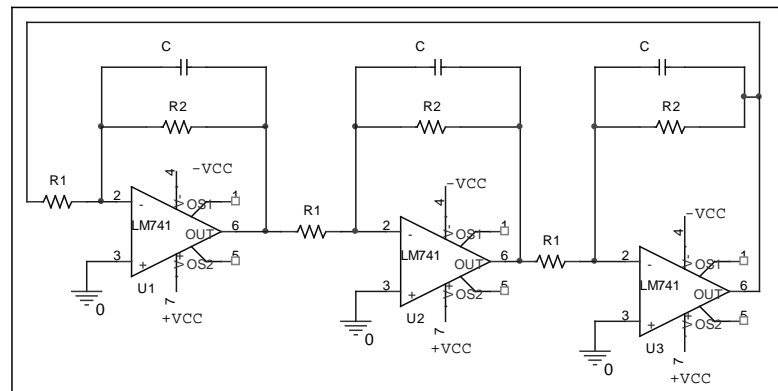 C
C
C
R2
R2
R2
R1
4
-VCC
2
-
V-
OS1
1
LM741
OUT
6
3
+
V+
OS2
5
U1
7
+VCC
0
R1
4
-VCC
2
-
V-
OS1
1
LM741
OUT
6
3
+
V+
OS2
5
U2
7
+VCC
0
R1
4
-VCC
2
-
V-
OS1
1
LM741
OUT
6
3
+
V+
OS2
5
U3
7
+VCC
0